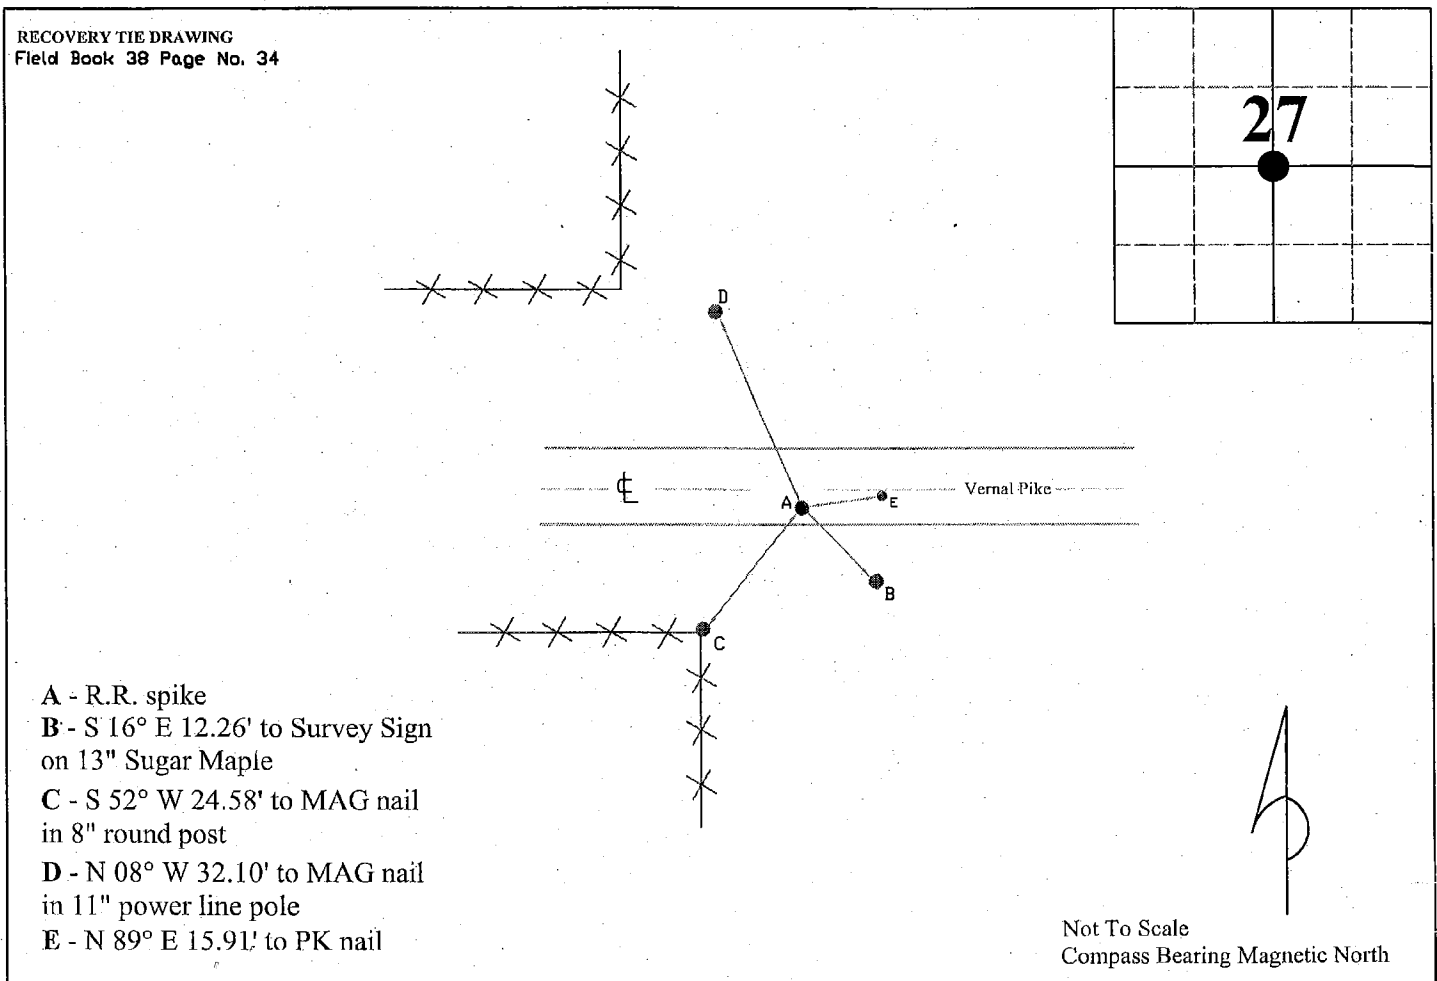 RECOVERY TIE DRAWING
Field Book 38 Page No. 34
27
D
℄
A
E
Vernal Pike
B
C
A - R.R. spike
B - S 16° E 12.26' to Survey Sign
on 13" Sugar Maple
C - S 52° W 24.58' to MAG nail
in 8" round post
D - N 08° W 32.10' to MAG nail
in 11" power line pole
E - N 89° E 15.91' to PK nail
Not To Scale
Compass Bearing Magnetic North